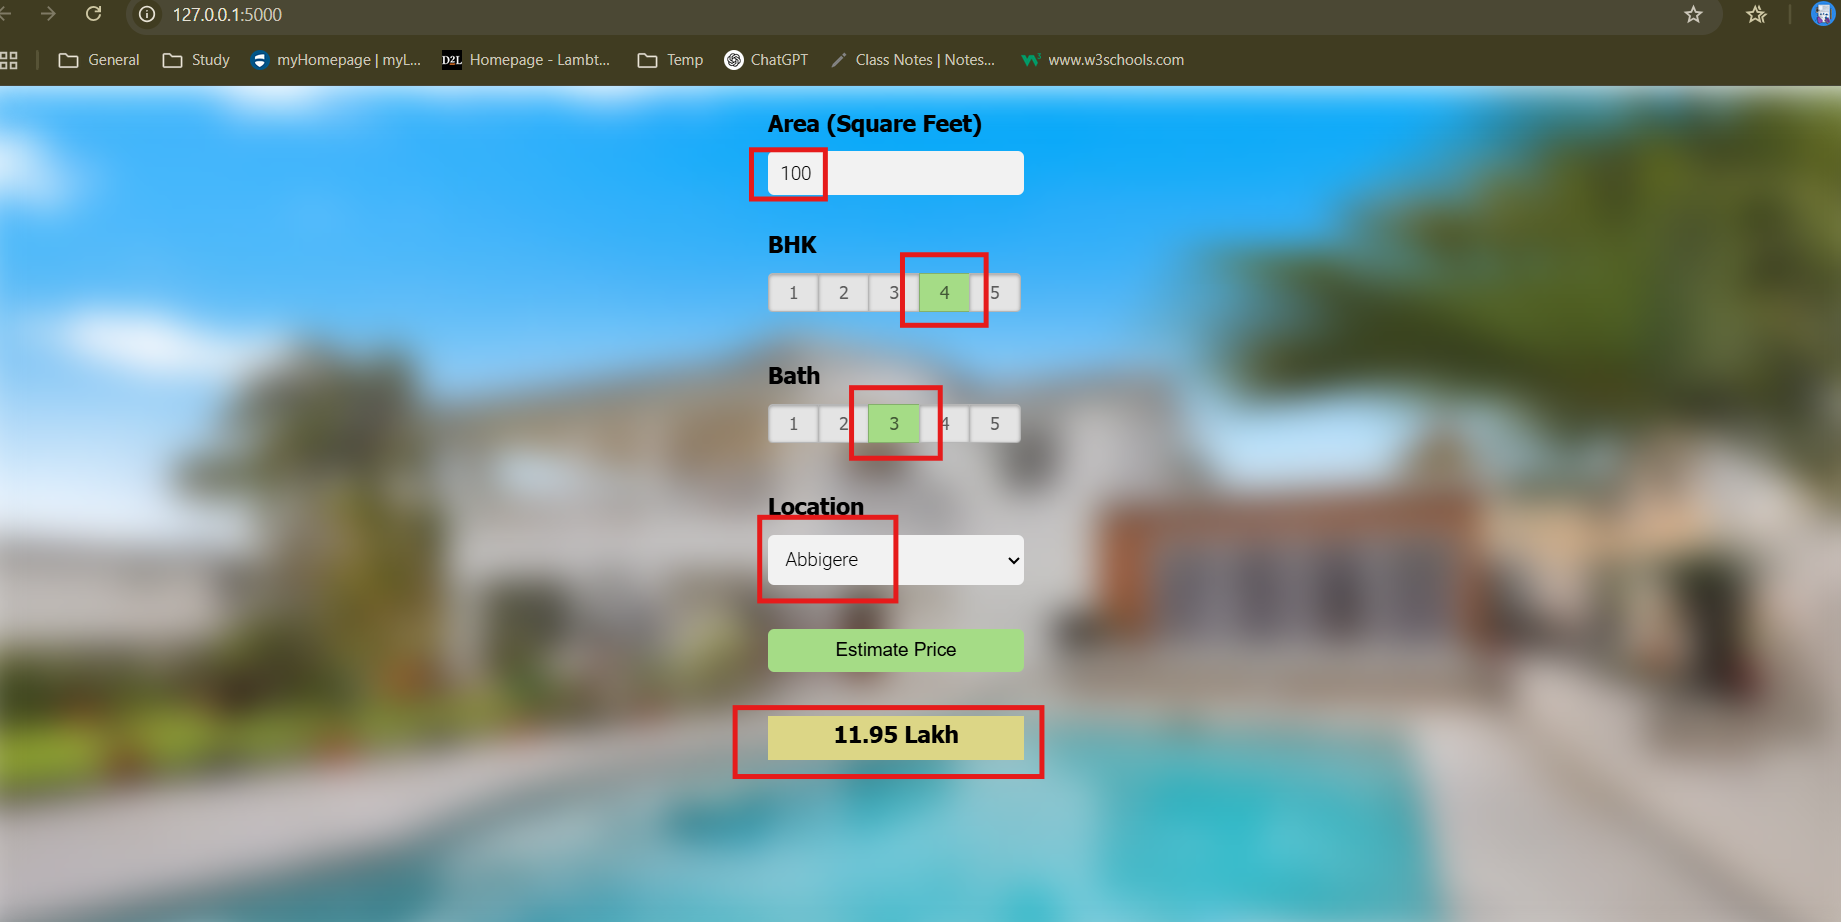 127.0.0.1:5000
General Study myHomepage | myL... D2L Homepage - Lambt... Temp ChatGPT Class Notes | Notes... www.w3schools.com
Area (Square Feet)
100
BHK
1 2 3 4 5
Bath
1 2 3 4 5
Location
Abbigere
Estimate Price
11.95 Lakh